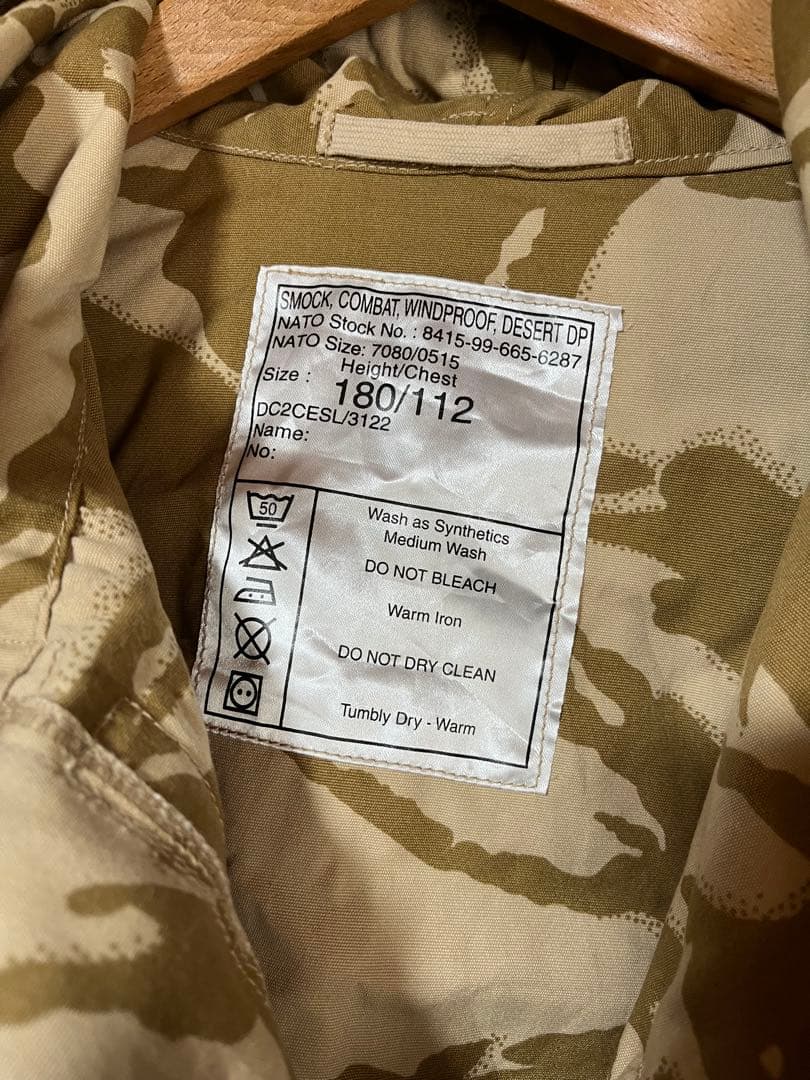 SMOCK, COMBAT, WINDPROOF, DESERT DP
NATO Stock No. : 8415-99-665-6287
NATO Size: 7080/0515
Height/Chest
Size : 180/112
DC2CESL/3122
Name:
No:
50
Wash as Synthetics
Medium Wash
DO NOT BLEACH
Warm Iron
DO NOT DRY CLEAN
Tumbly Dry - Warm